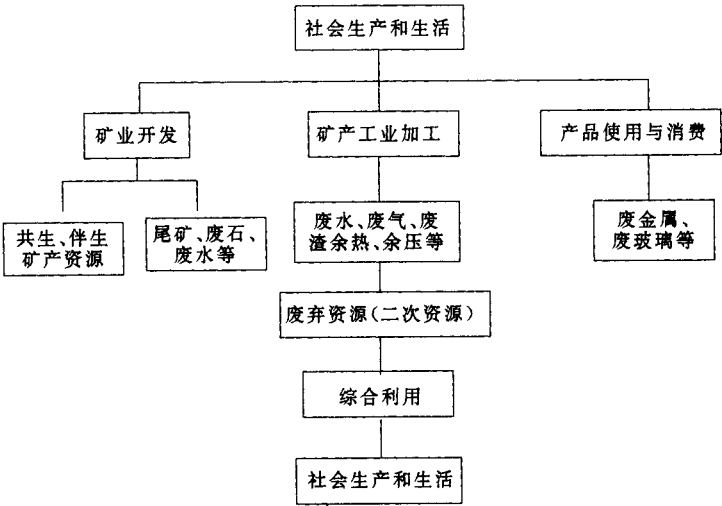 社会生产和生活
矿业开发
矿产工业加工
产品使用与消费
共生、伴生
矿产资源
尾矿、废石、
废水等
废水、废气、废
渣余热、余压等
废金属、
废玻璃等
废弃资源(二次资源)
综合利用
社会生产和生活